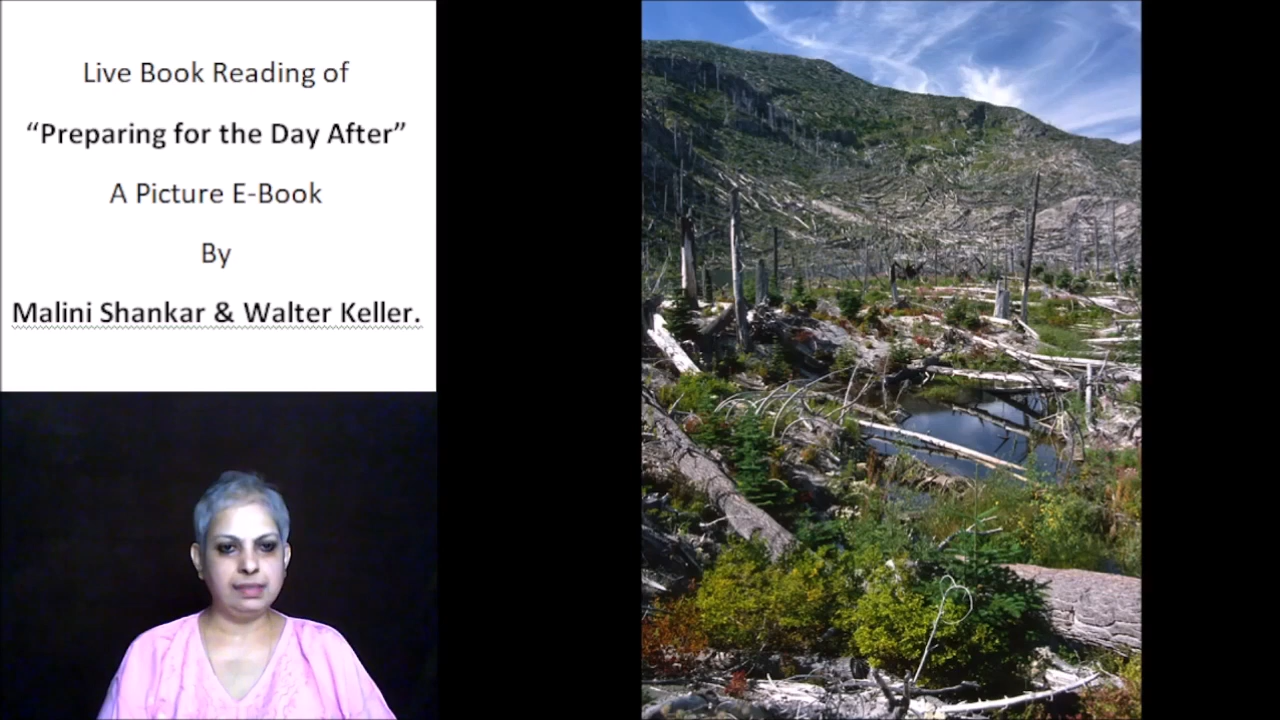 Live Book Reading of
“Preparing for the Day After”
A Picture E-Book
By
Malini Shankar & Walter Keller.